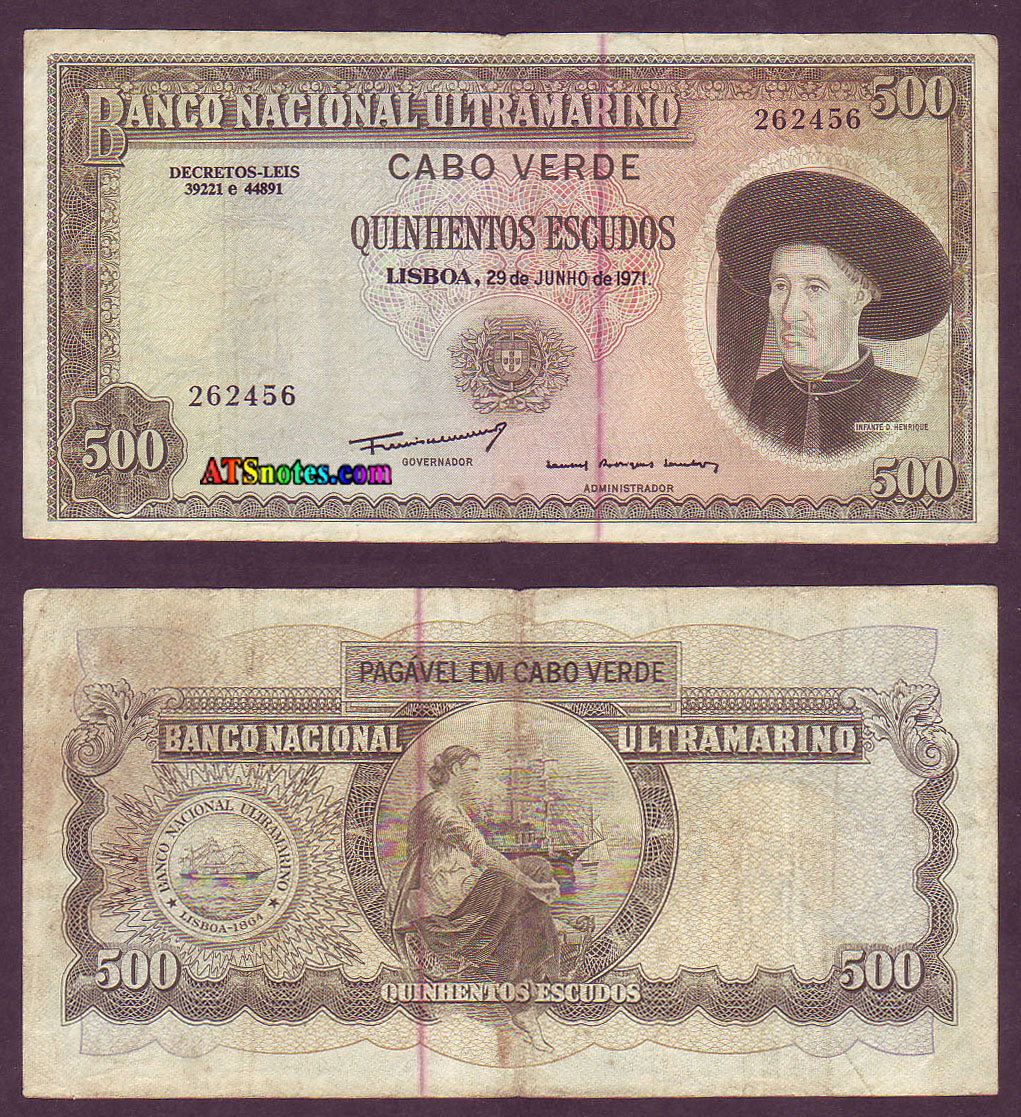 BANCO NACIONAL ULTRAMARINO
500
262456
CABO VERDE
DECRETOS-LEIS
39221 e 44891
QUINHENTOS ESCUDOS
LISBOA, 29 de JUNHO de 1971.
262456
INFANTE D. HENRIQUE
500
GOVERNADOR
ATSnotes.com
500
ADMINISTRADOR
PAGÁVEL EM CABO VERDE
BANCO NACIONAL ULTRAMARINO
BANCO NACIONAL ULTRAMARINO
LISBOA-1864
500
500
QUINHENTOS ESCUDOS